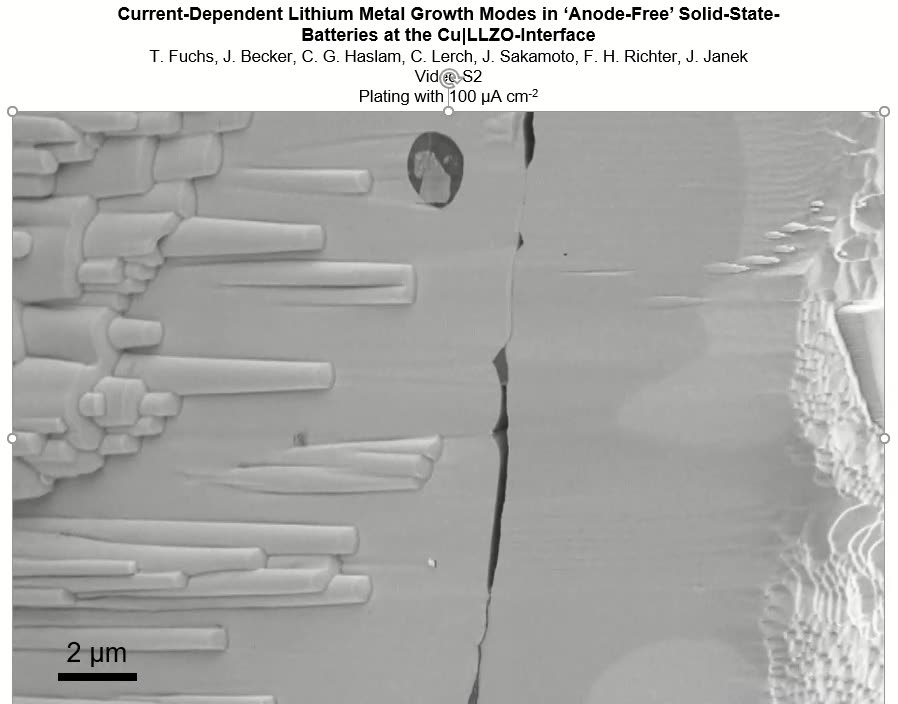 Current-Dependent Lithium Metal Growth Modes in ‘Anode-Free’ Solid-State-
Batteries at the Cu|LLZO-Interface
T. Fuchs, J. Becker, C. G. Haslam, C. Lerch, J. Sakamoto, F. H. Richter, J. Janek
Video S2
Plating with 100 µA cm⁻²
2 µm